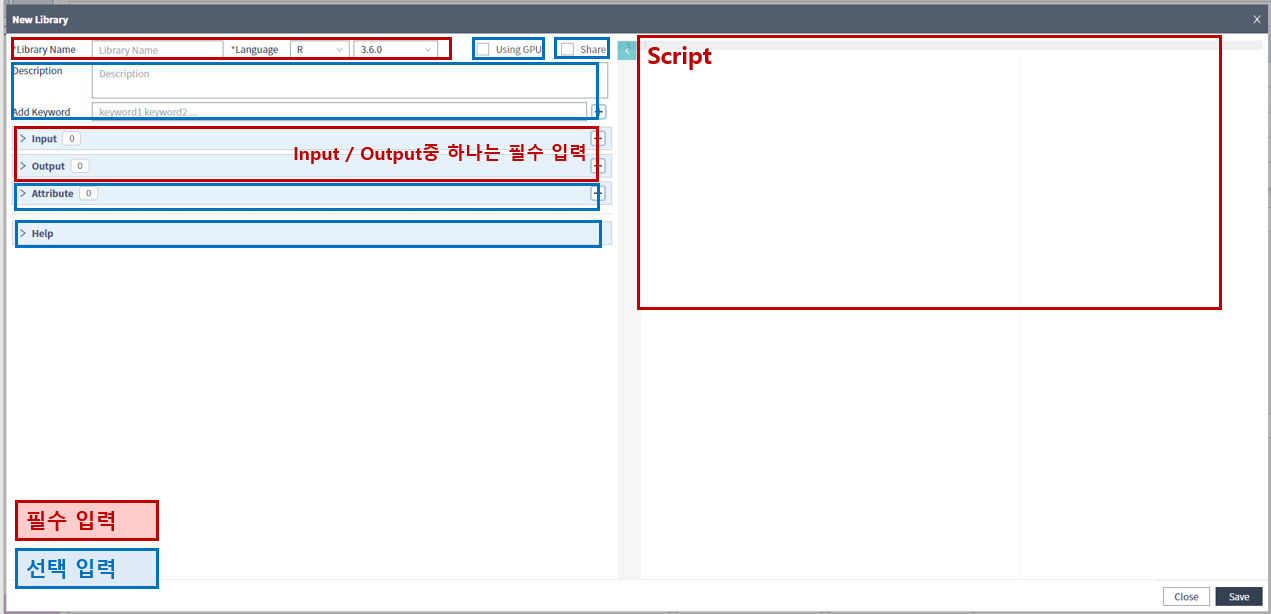 New Library X
*Library Name Library Name *Language R 3.6.0 Using GPU Share
Script
Description Description
Add Keyword keyword1 keyword2 ... +
> Input 0 +
Input / Output중 하나는 필수 입력
> Output 0 +
> Attribute 0 +
> Help
필수 입력
선택 입력
Close Save